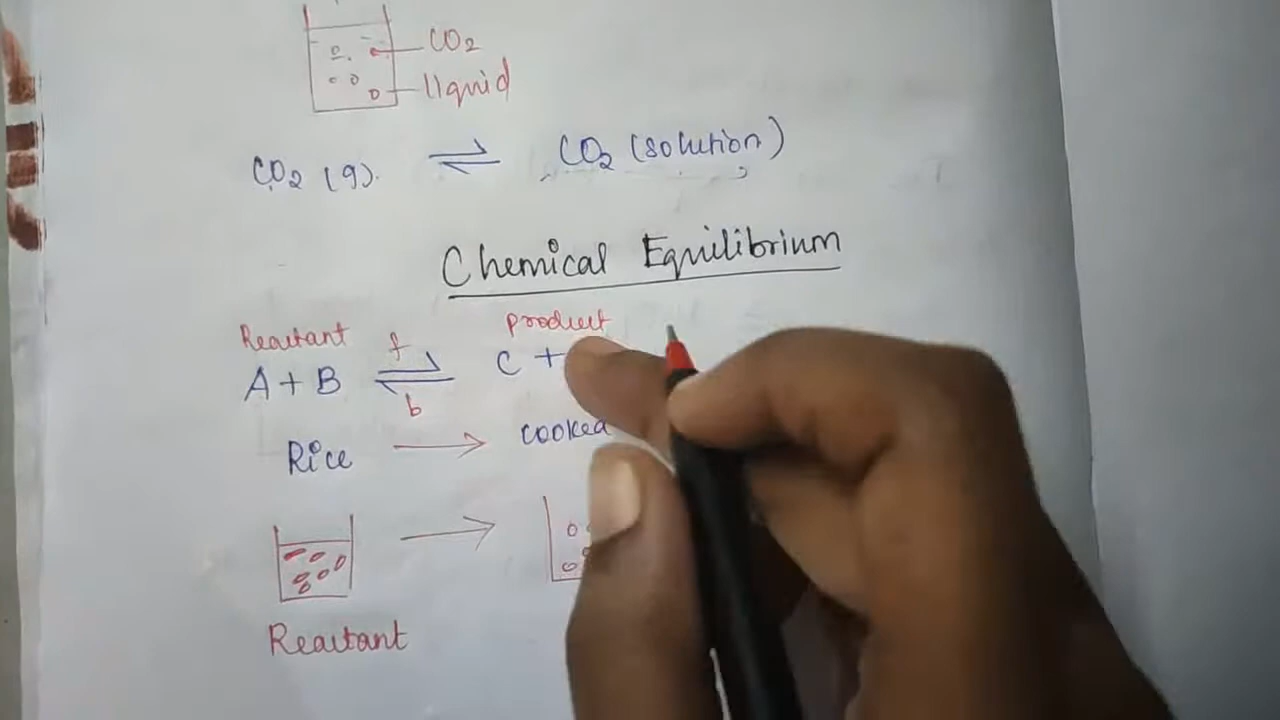 CO₂
liquid
CO₂ (g) ⇌ CO₂ (solution)
Chemical Equilibrium
Reactant product
f
A + B ⇌ C +
b
Rice → cooked
→
Reactant